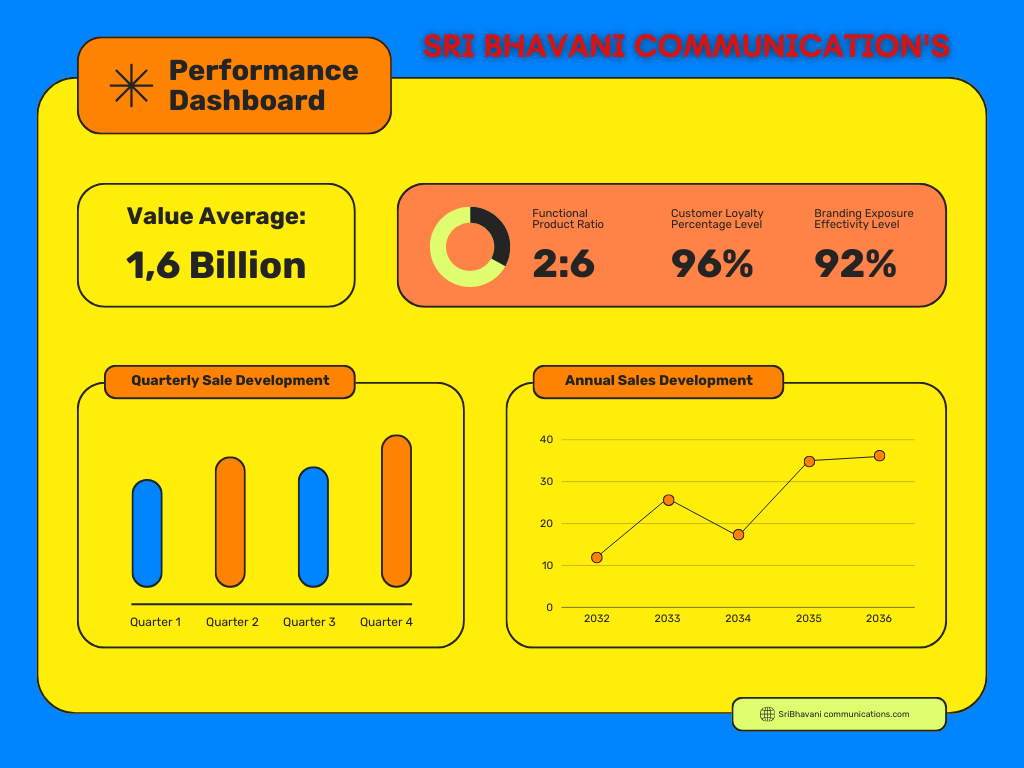 SRI BHAVANI COMMUNICATION'S
Performance
Dashboard
Value Average:
1,6 Billion
Functional
Product Ratio
2:6
Customer Loyalty
Percentage Level
96%
Branding Exposure
Effectivity Level
92%
Quarterly Sale Development
Quarter 1
Quarter 2
Quarter 3
Quarter 4
Annual Sales Development
40
30
20
10
0
2032
2033
2034
2035
2036
SriBhavani communications.com